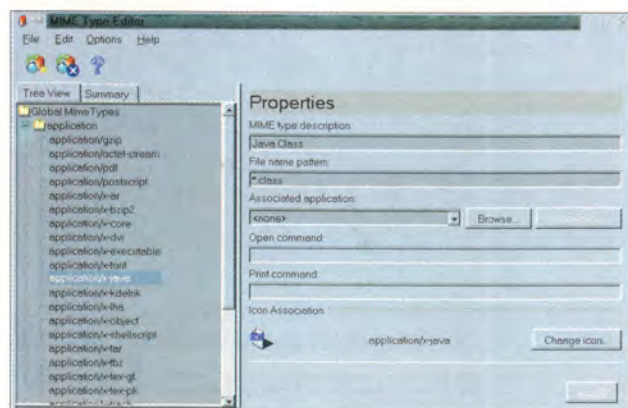 MIME Type Editor
File Edit Options Help
Tree View Summary
Global MimeTypes
application
application/gzip
application/octet-stream
application/pdf
application/postscript
application/x-ar
application/x-bzip2
application/x-core
application/x-dvi
application/x-executable
application/x-font
application/x-java
application/x-kdelnk
application/x-lha
application/x-object
application/x-shellscript
application/x-tar
application/x-tbz
application/x-tex-gf
application/x-tex-pk
Properties
MIME type description:
Java Class
File name pattern:
*.class
Associated application:
<none>
Browse...
Open command:
Print command:
Icon Association
application/x-java
Change icon...